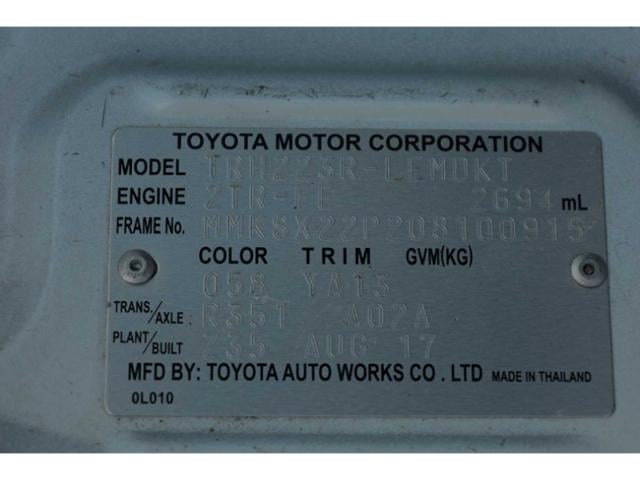 TOYOTA MOTOR CORPORATION
MODEL TRH223R-LEMDKT
ENGINE 2TR-FE 2694 mL
FRAME No. MMKSX22P208100915
COLOR TRIM GVM(KG)
058 YA13
TRANS./AXLE: R351 / A02A
PLANT/BUILT Z35 AUG 17
MFD BY: TOYOTA AUTO WORKS CO . LTD MADE IN THAILAND
0L010